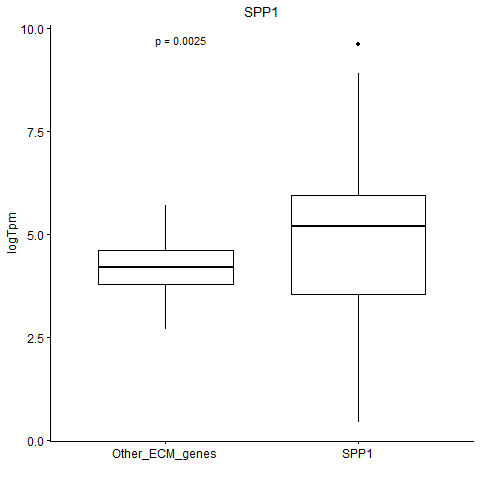 SPP1
p = 0.0025
logTpm
10.0
7.5
5.0
2.5
0.0
Other_ECM_genes
SPP1